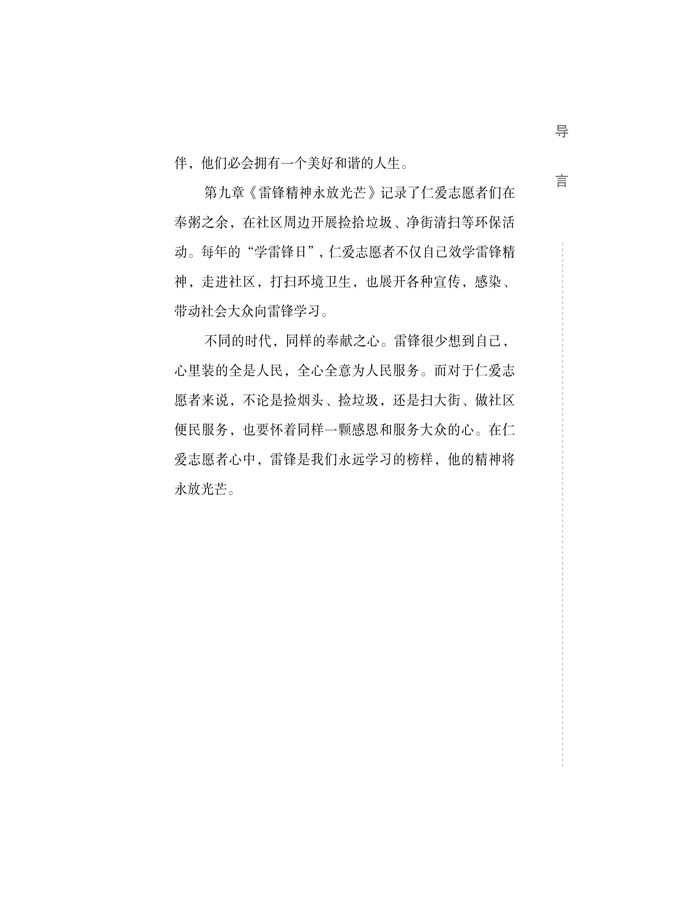 导
言
伴，他们必会拥有一个美好和谐的人生。
第九章《雷锋精神永放光芒》记录了仁爱志愿者们在
奉粥之余，在社区周边开展捡拾垃圾、净街清扫等环保活
动。每年的“学雷锋日”，仁爱志愿者不仅自己效学雷锋精
神，走进社区，打扫环境卫生，也展开各种宣传，感染、
带动社会大众向雷锋学习。
不同的时代，同样的奉献之心。雷锋很少想到自己，
心里装的全是人民，全心全意为人民服务。而对于仁爱志
愿者来说，不论是捡烟头、捡垃圾，还是扫大街、做社区
便民服务，也要怀着同样一颗感恩和服务大众的心。在仁
爱志愿者心中，雷锋是我们永远学习的榜样，他的精神将
永放光芒。